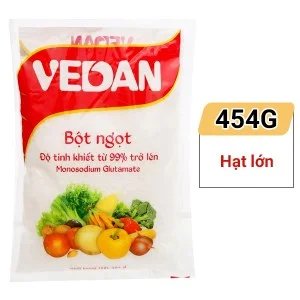 VEDAN
Bột ngọt
Độ tinh khiết từ 99% trở lên
Monosodium Glutamate
454G
Hạt lớn